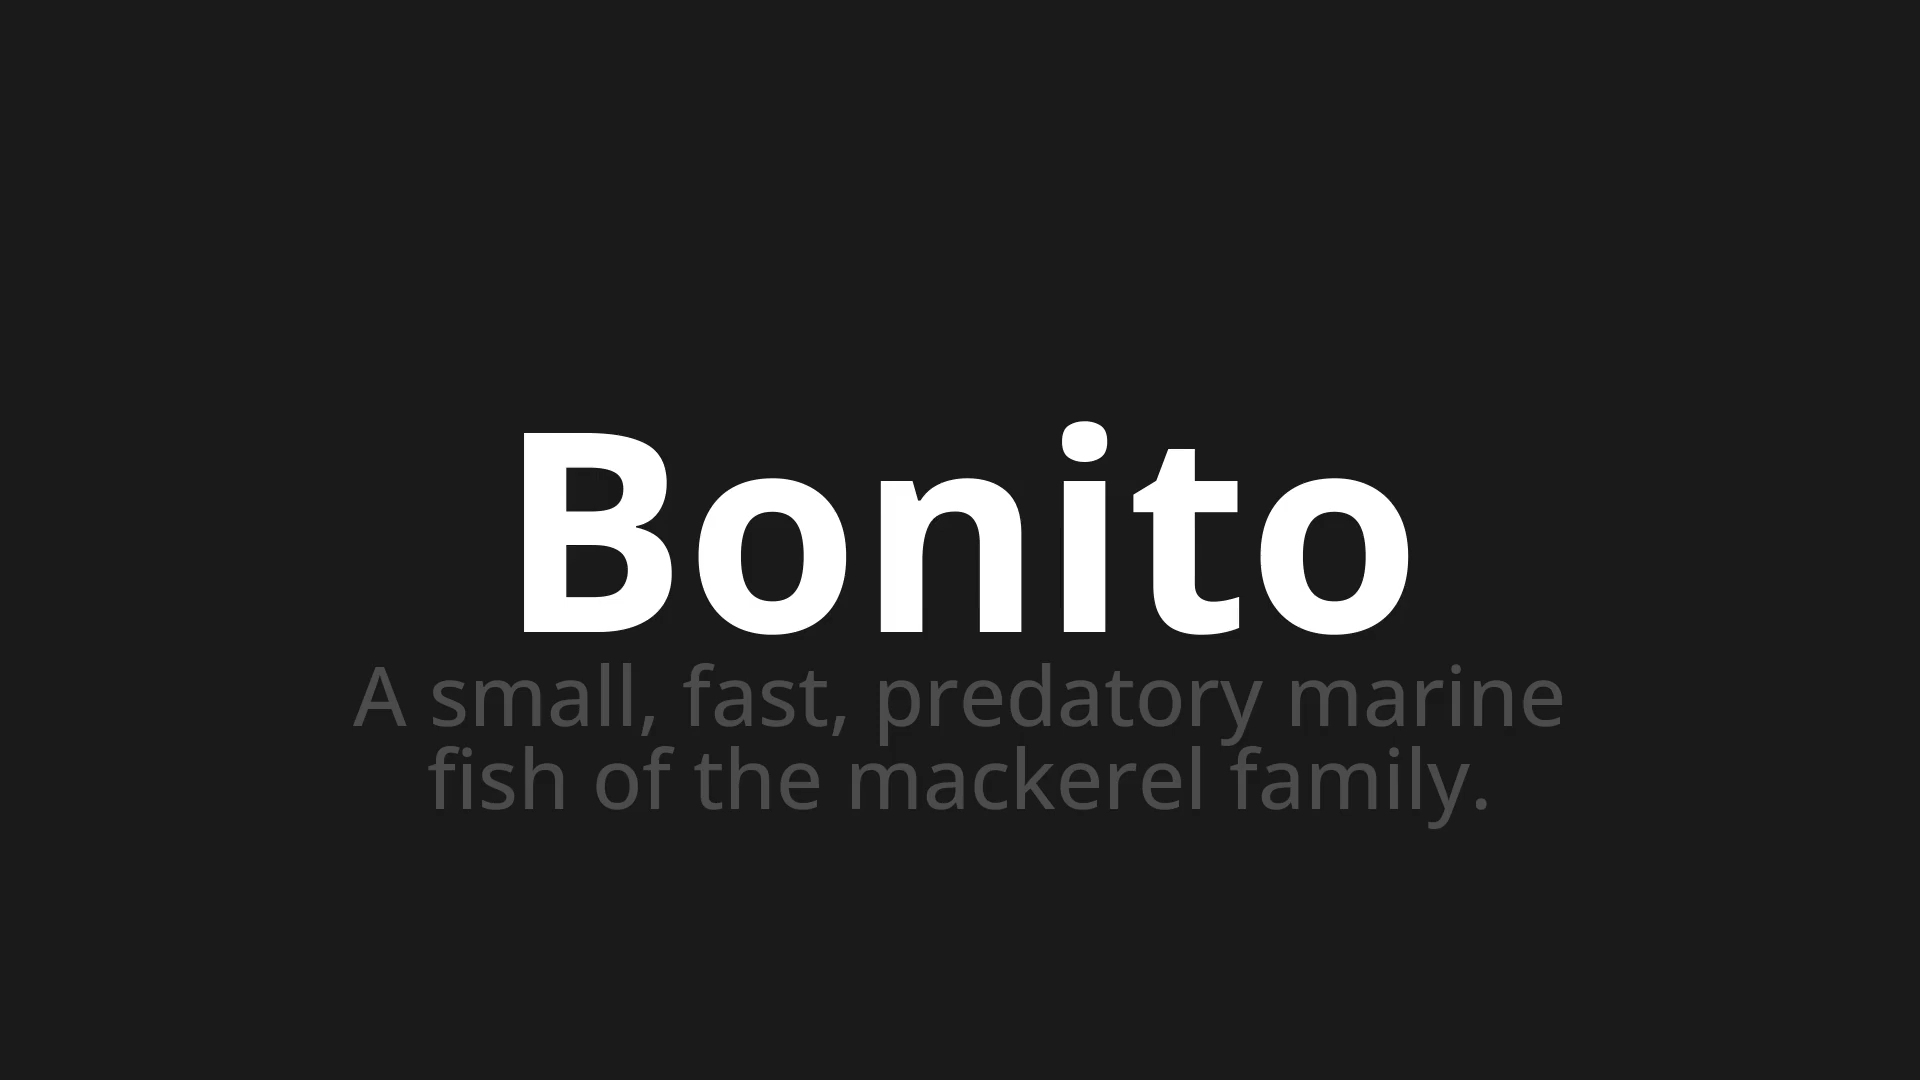 Bonito
A small, fast, predatory marine
fish of the mackerel family.